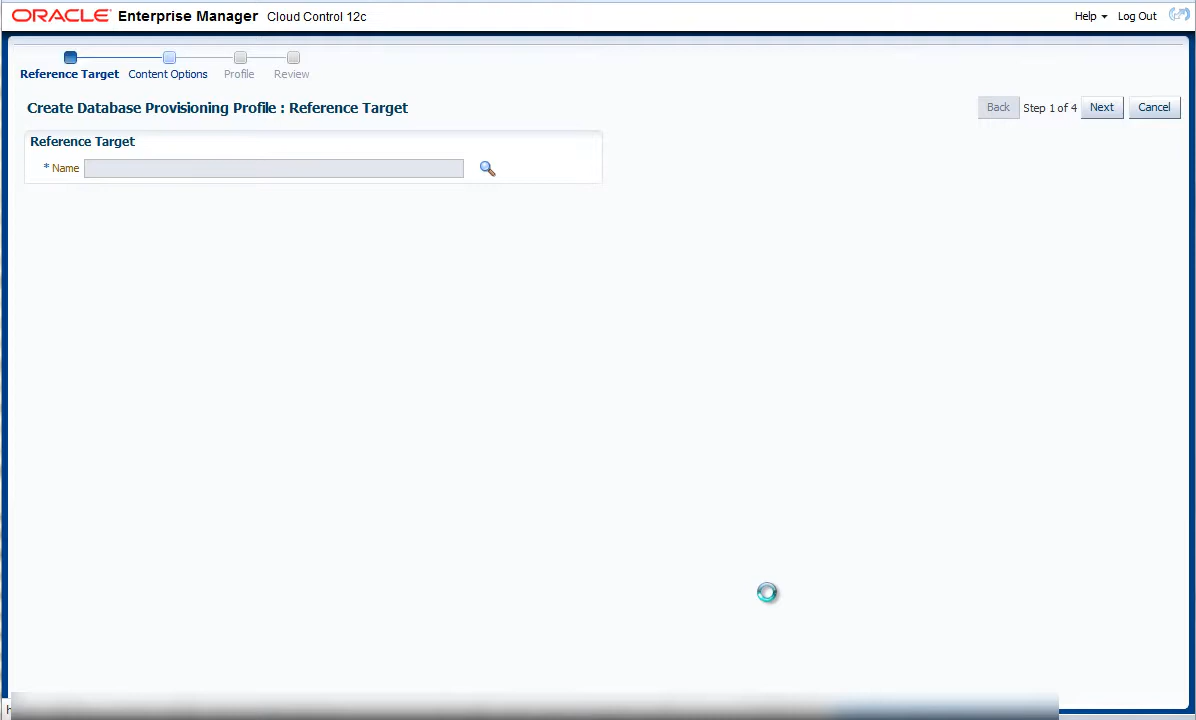 ORACLE Enterprise Manager Cloud Control 12c Help Log Out
Reference Target Content Options Profile Review
Create Database Provisioning Profile : Reference Target Back Step 1 of 4 Next Cancel
Reference Target
* Name